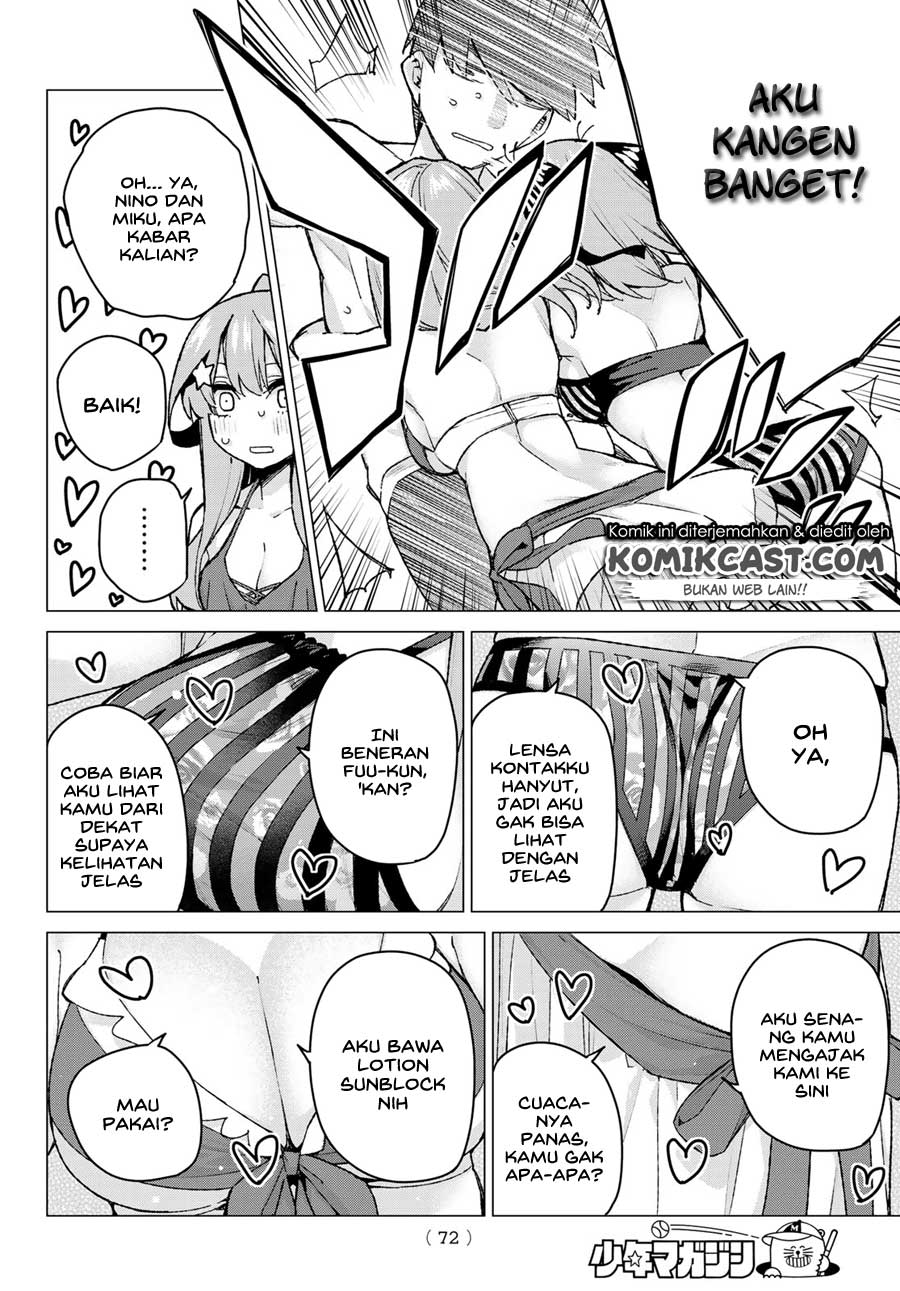 AKU
KANGEN
BANGET!
OH... YA,
NINO DAN
MIKU, APA
KABAR
KALIAN?
BAIK!
........
Komik ini diterjemahkan & diedit oleh
KOMIKCAST.COM
BUKAN WEB LAIN!!
OH
YA,
LENSA
KONTAKKU
HANYUT,
JADI AKU
GAK BISA
LIHAT
DENGAN
JELAS
INI
BENERAN
FUU-KUN,
'KAN?
COBA BIAR
AKU LIHAT
KAMU DARI
DEKAT
SUPAYA
KELIHATAN
JELAS
AKU SENA-
NG KAMU
MENGAJAK
KAMI KE
SINI
CUACA-
NYA
PANAS,
KAMU GAK
APA-APA?
AKU BAWA
LOTION
SUNBLOCK
NIH
MAU
PAKAI?
( 72 )
少年マガジン
M